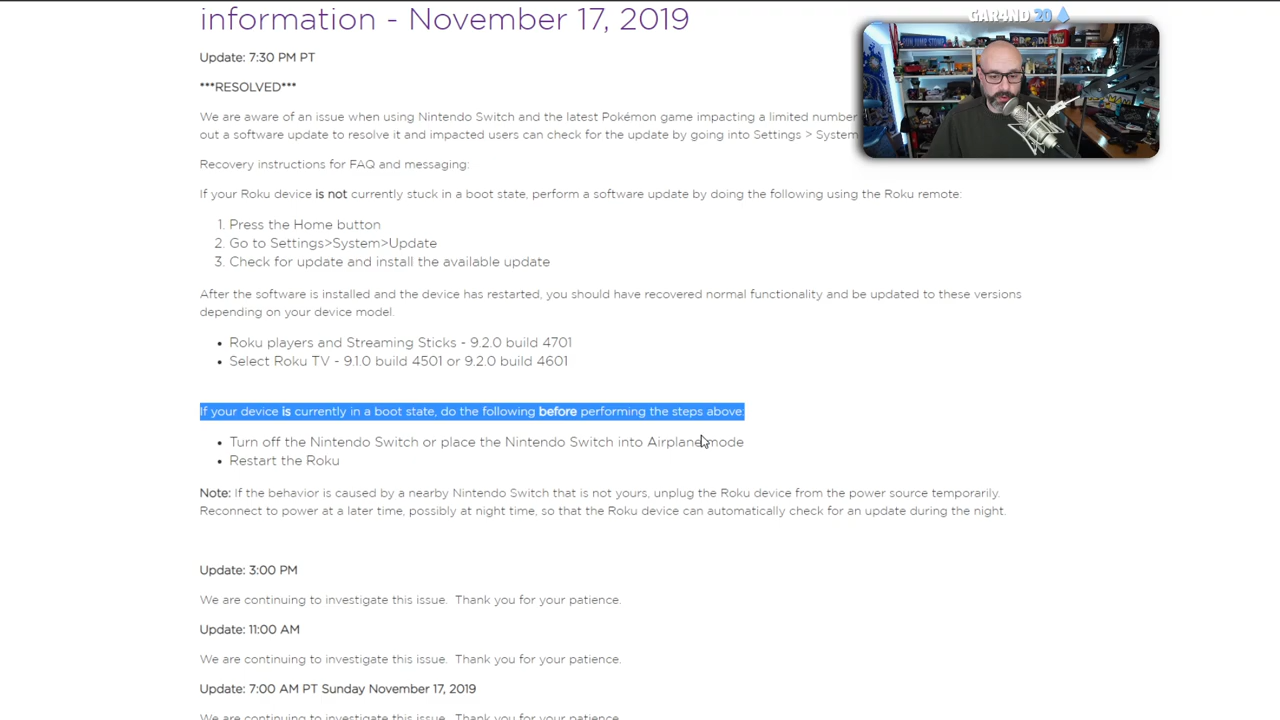 information - November 17, 2019
GAR4ND 20
Update: 7:30 PM PT
***RESOLVED***
We are aware of an issue when using Nintendo Switch and the latest Pokémon game impacting a limited number
out a software update to resolve it and impacted users can check for the update by going into Settings > System
Recovery instructions for FAQ and messaging:
If your Roku device is not currently stuck in a boot state, perform a software update by doing the following using the Roku remote:
1. Press the Home button
2. Go to Settings>System>Update
3. Check for update and install the available update
After the software is installed and the device has restarted, you should have recovered normal functionality and be updated to these versions
depending on your device model.
• Roku players and Streaming Sticks - 9.2.0 build 4701
• Select Roku TV - 9.1.0 build 4501 or 9.2.0 build 4601
If your device is currently in a boot state, do the following before performing the steps above:
• Turn off the Nintendo Switch or place the Nintendo Switch into Airplane mode
• Restart the Roku
Note: If the behavior is caused by a nearby Nintendo Switch that is not yours, unplug the Roku device from the power source temporarily.
Reconnect to power at a later time, possibly at night time, so that the Roku device can automatically check for an update during the night.
Update: 3:00 PM
We are continuing to investigate this issue. Thank you for your patience.
Update: 11:00 AM
We are continuing to investigate this issue. Thank you for your patience.
Update: 7:00 AM PT Sunday November 17, 2019
We are continuing to investigate this issue. Thank you for your patience.